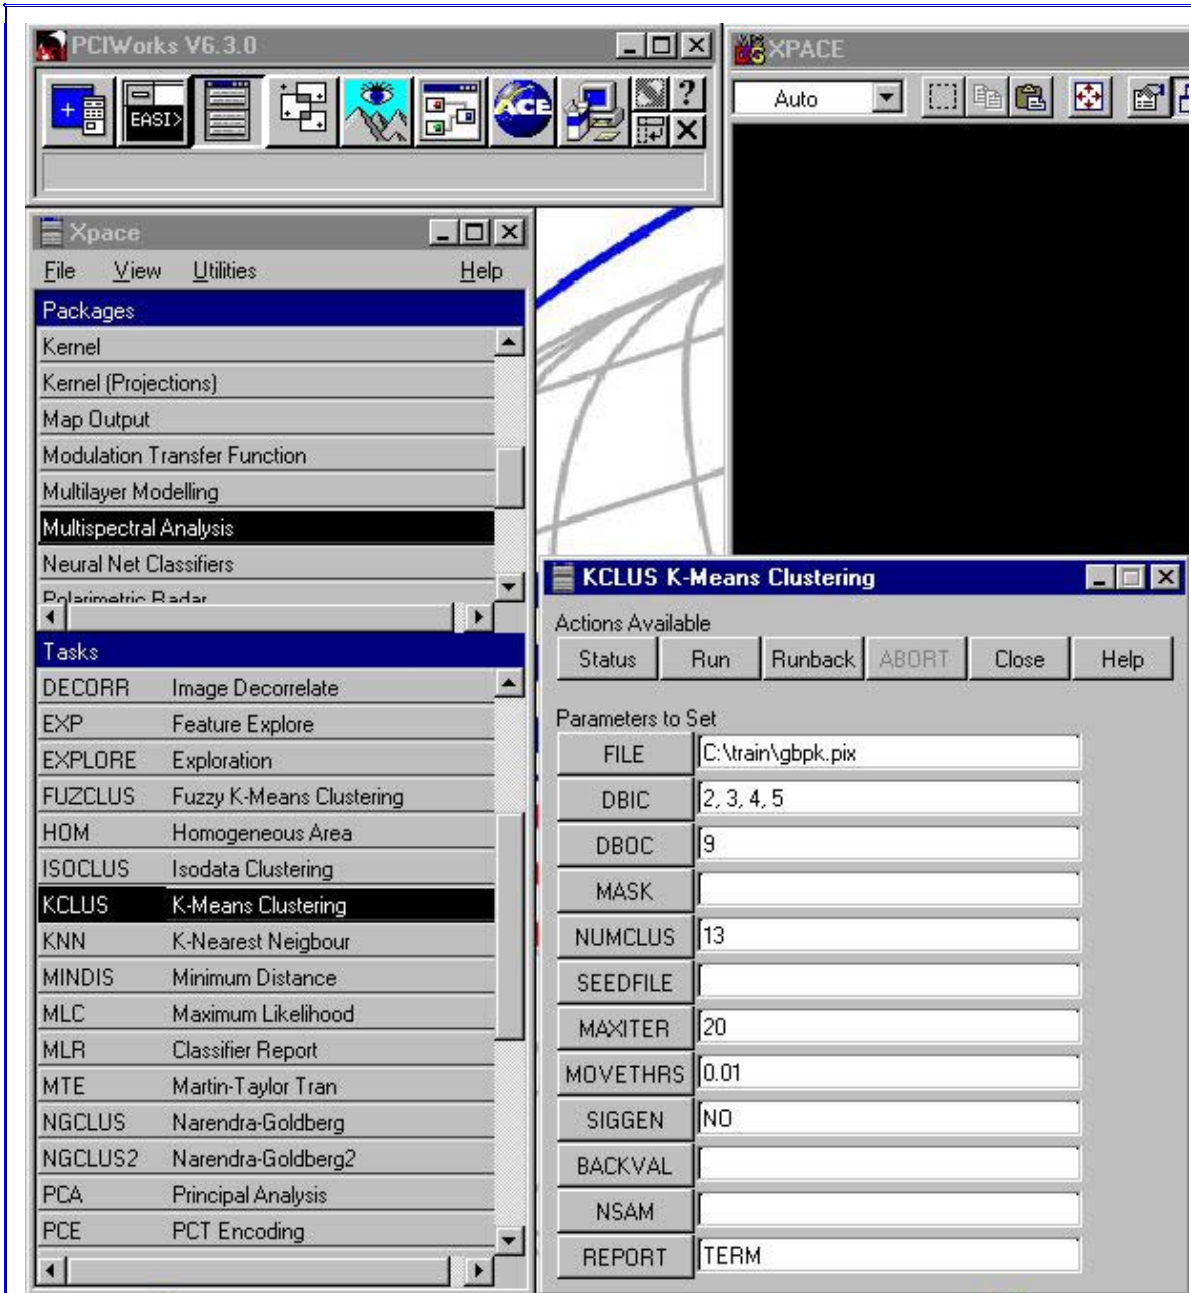 PCIWorks V6.3.0
EASI>
ACE
?
XPACE
Auto
Xpace
File View Utilities Help
Packages
Kernel
Kernel (Projections)
Map Output
Modulation Transfer Function
Multilayer Modelling
Multispectral Analysis
Neural Net Classifiers
Polarimetric Radar
Tasks
DECORR Image Decorrelate
EXP Feature Explore
EXPLORE Exploration
FUZCLUS Fuzzy K-Means Clustering
HOM Homogeneous Area
ISOCLUS Isodata Clustering
KCLUS K-Means Clustering
KNN K-Nearest Neigbour
MINDIS Minimum Distance
MLC Maximum Likelihood
MLR Classifier Report
MTE Martin-Taylor Tran
NGCLUS Narendra-Goldberg
NGCLUS2 Narendra-Goldberg2
PCA Principal Analysis
PCE PCT Encoding
KCLUS K-Means Clustering
Actions Available
Status Run Runback ABORT Close Help
Parameters to Set
FILE C:\train\gbpk.pix
DBIC 2, 3, 4, 5
DBOC 9
MASK
NUMCLUS 13
SEEDFILE
MAXITER 20
MOVETHRS 0.01
SIGGEN NO
BACKVAL
NSAM
REPORT TERM